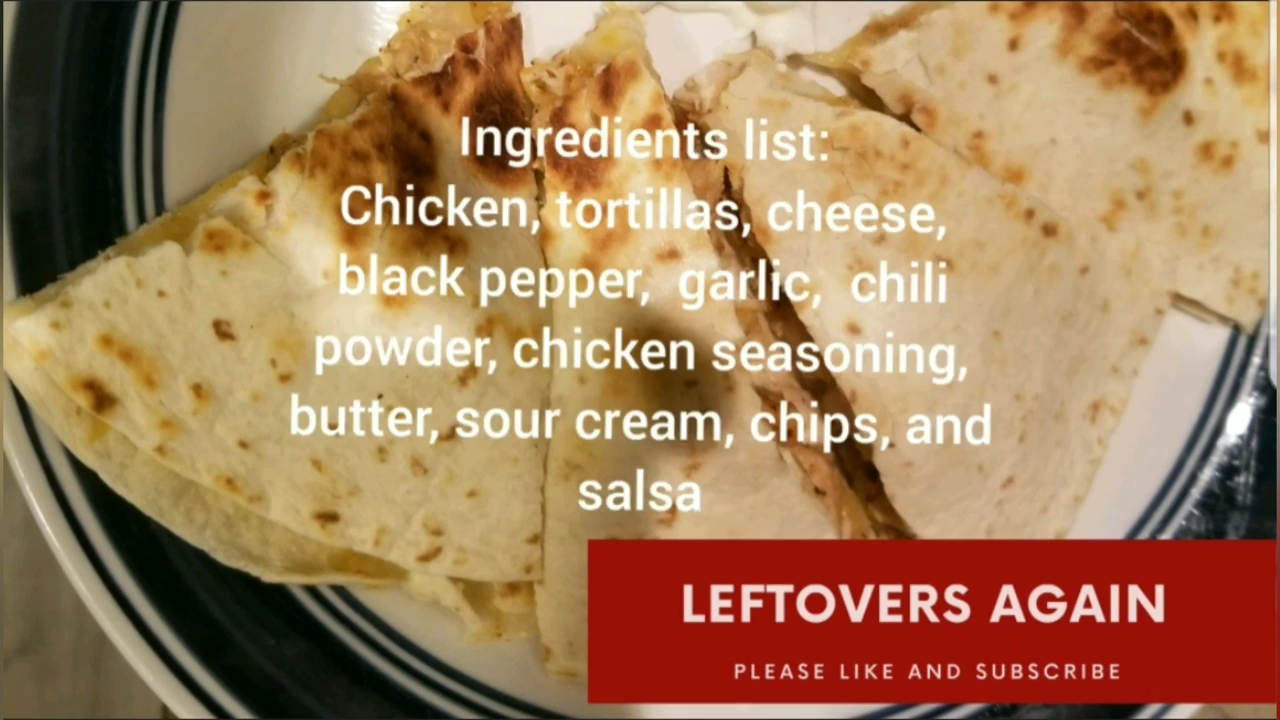 Ingredients list:
Chicken, tortillas, cheese,
black pepper,  garlic,  chili
powder, chicken seasoning,
butter, sour cream, chips, and
salsa
LEFTOVERS AGAIN
PLEASE LIKE AND SUBSCRIBE